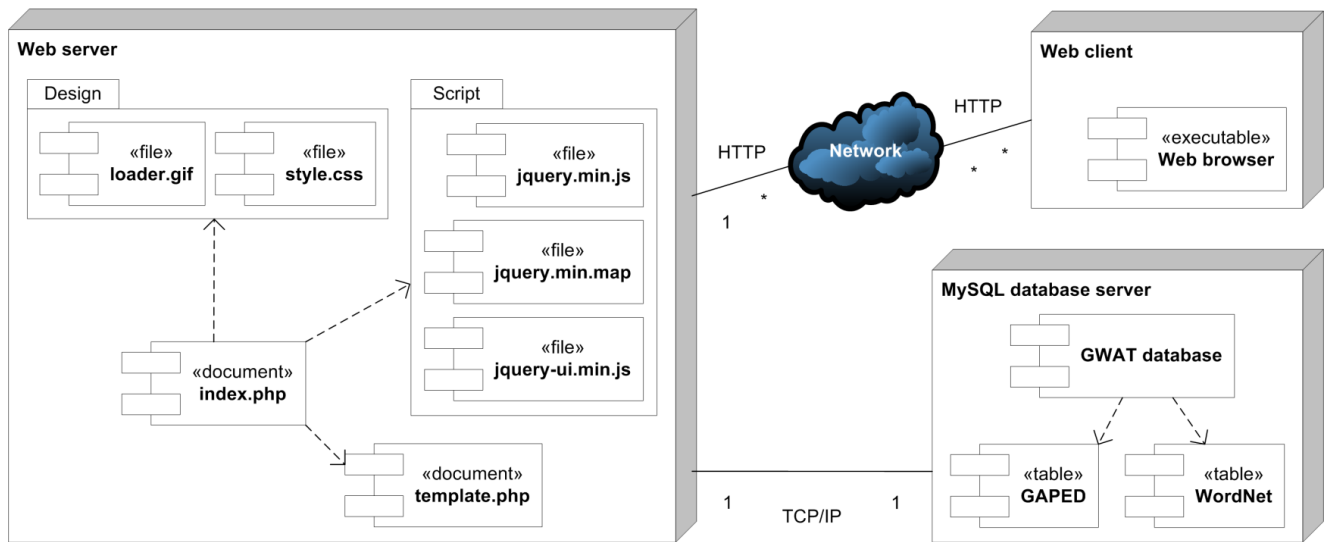 Web server
Design
«file»
loader.gif
«file»
style.css
Script
«file»
jquery.min.js
«file»
jquery.min.map
«file»
jquery-ui.min.js
«document»
index.php
«document»
template.php
HTTP
1
*
Network
HTTP
*
*
Web client
«executable»
Web browser
1
TCP/IP
1
MySQL database server
GWAT database
«table»
GAPED
«table»
WordNet